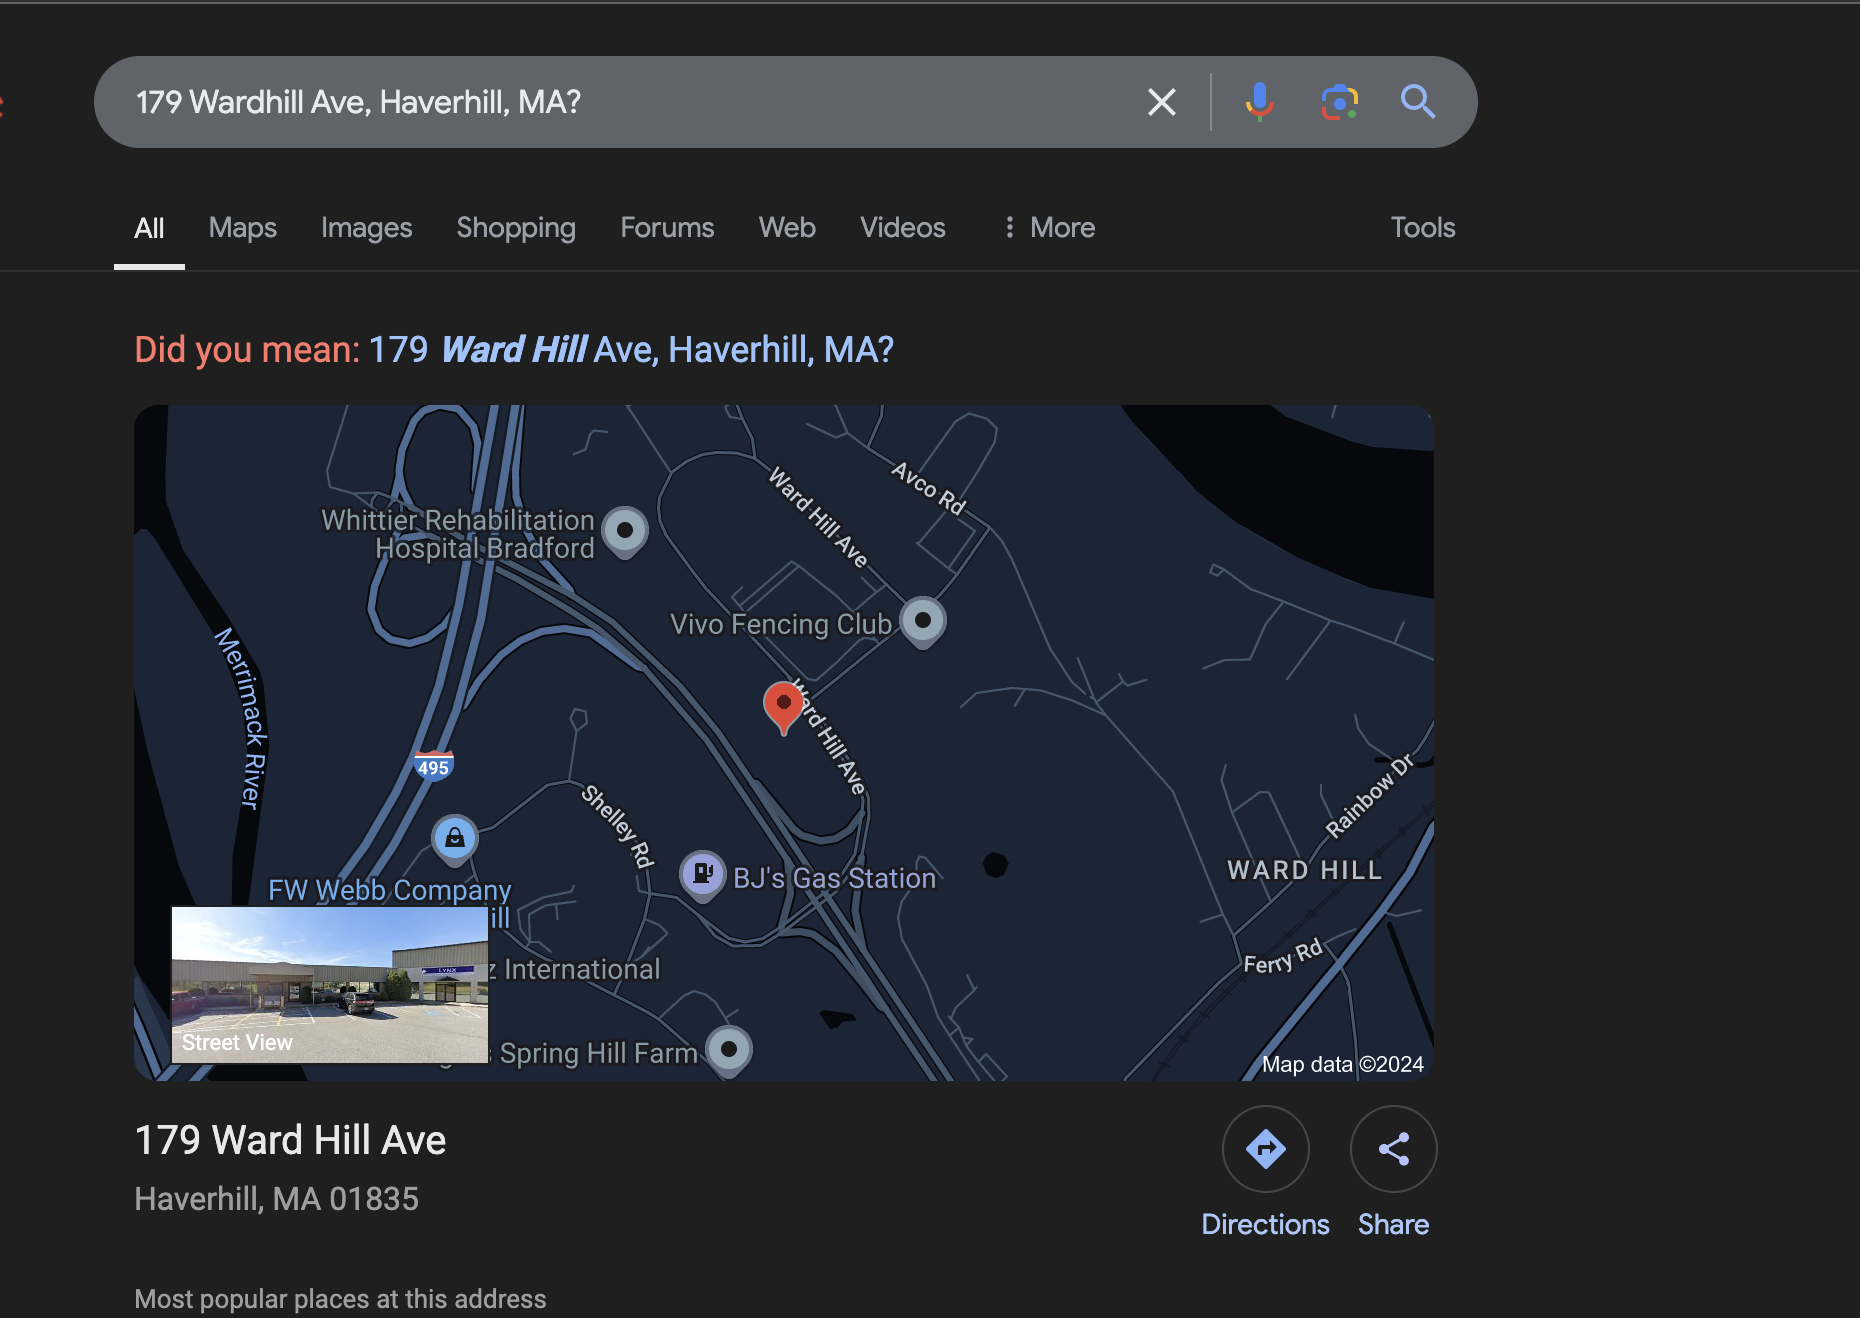 179 Wardhill Ave, Haverhill, MA?
All Maps Images Shopping Forums Web Videos More Tools
Did you mean: 179 Ward Hill Ave, Haverhill, MA?
Avco Rd
Ward Hill Ave
Whittier Rehabilitation
Hospital Bradford
Vivo Fencing Club
Merrimack River
Ward Hill Ave
495
Shelley Rd
Rainbow Dr
WARD HILL
BJ's Gas Station
FW Webb Company
ill
Ferry Rd
z International
LYNX
Street View
s Spring Hill Farm
Map data ©2024
179 Ward Hill Ave
Haverhill, MA 01835
Directions Share
Most popular places at this address